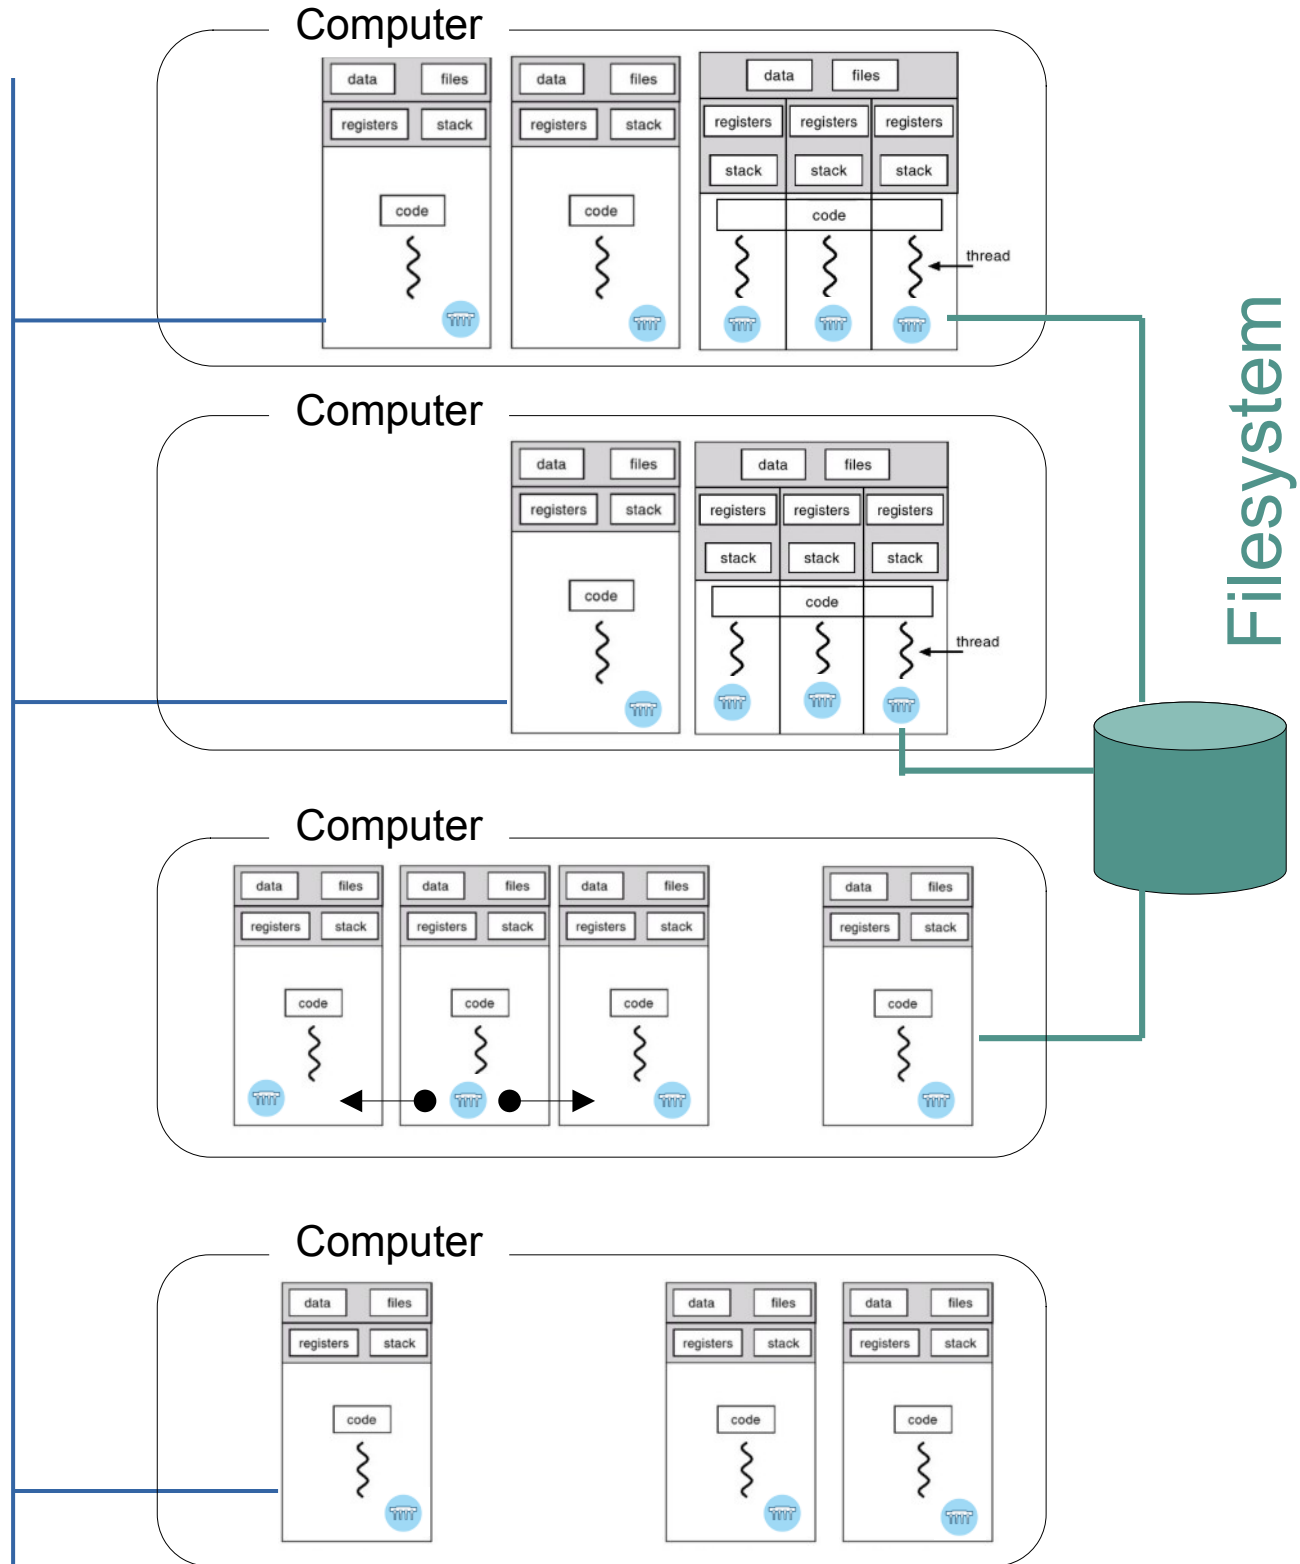 Computer
data files data files data files
registers stack registers stack registers registers registers
stack stack stack
code code code
thread
Computer
data files data files
registers stack registers registers registers
stack stack stack
code code
thread
Filesystem
Computer
data files data files data files data files
registers stack registers stack registers stack registers stack
code code code code
Computer
data files data files data files
registers stack registers stack registers stack
code code code